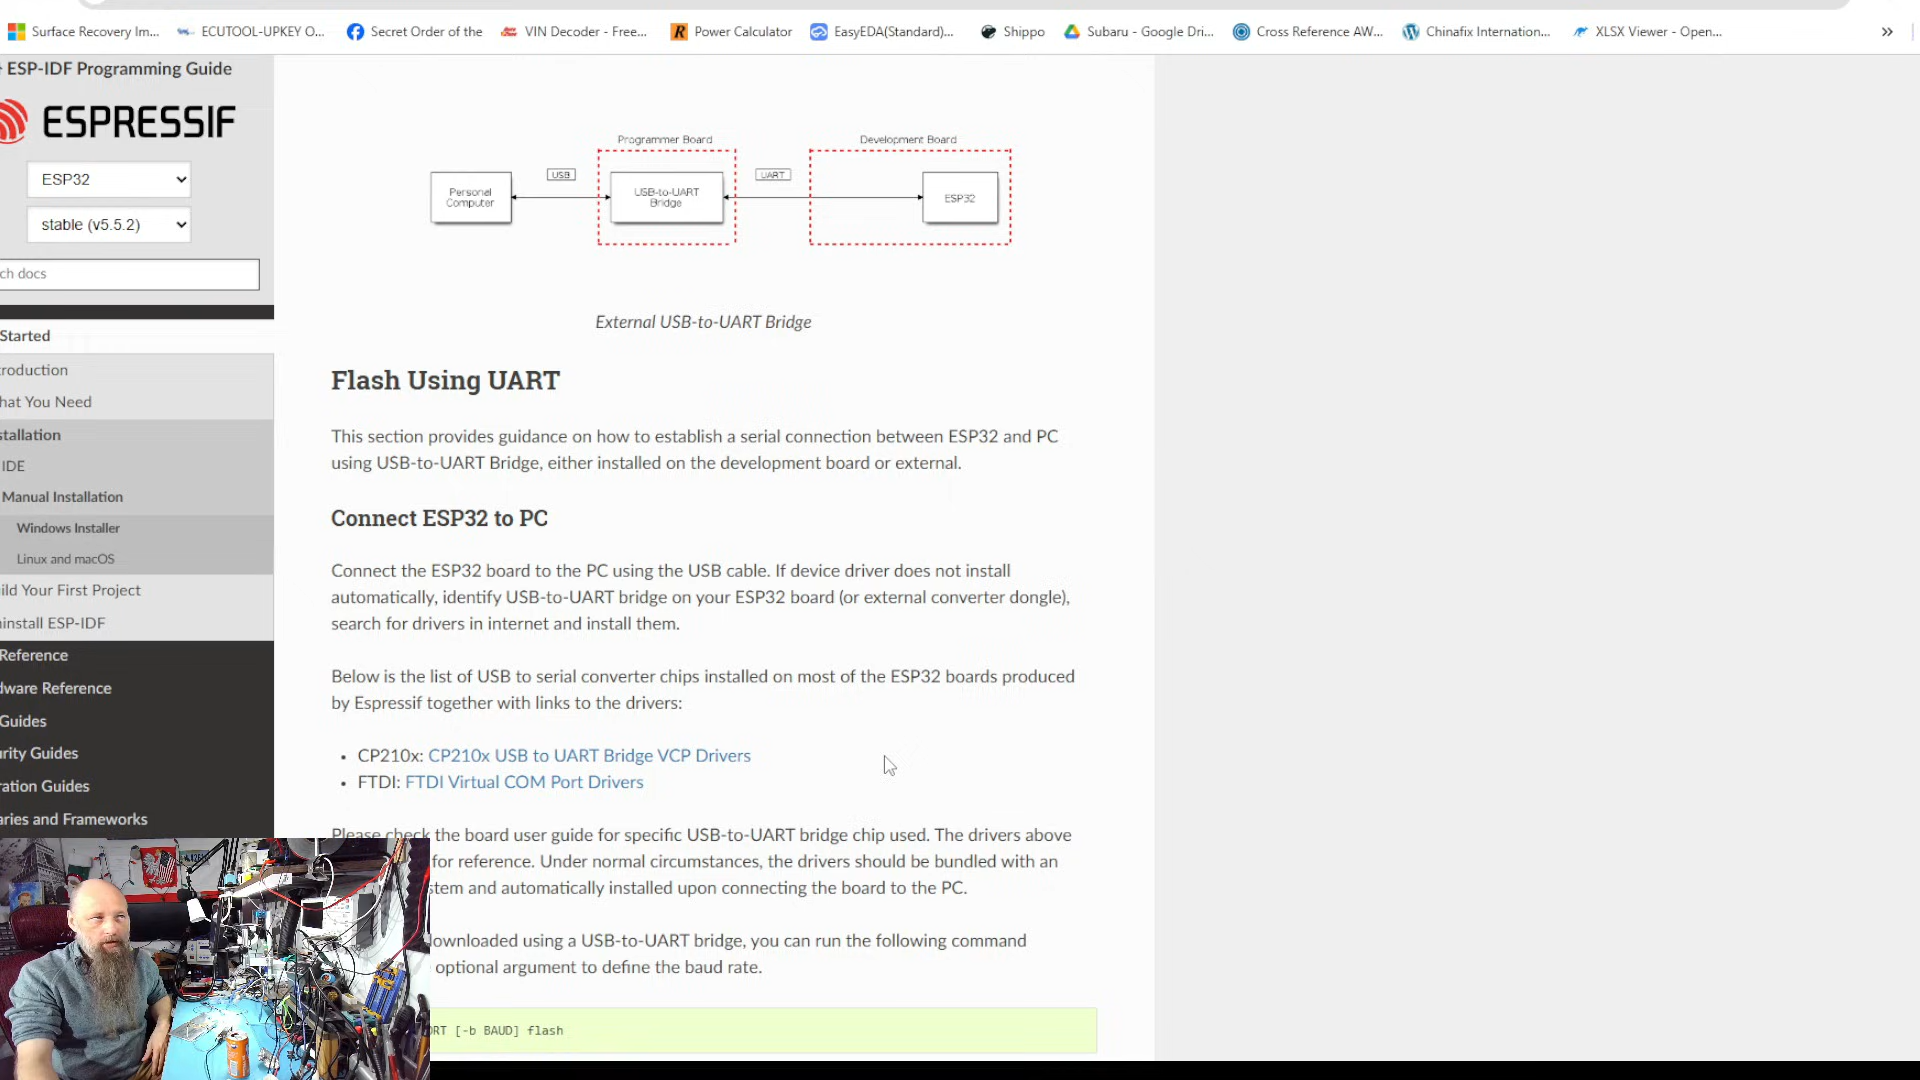 Surface Recovery Im... ECUTOOL-UPKEY O... Secret Order of the VIN Decoder - Free... Power Calculator EasyEDA(Standard)... Shippo Subaru - Google Dri... Cross Reference AW... Chinafix Internation... XLSX Viewer - Open... »
ESP-IDF Programming Guide
ESPRESSIF
ESP32
stable (v5.5.2)
ch docs
Started
roduction
hat You Need
stallation
IDE
Manual Installation
Windows Installer
Linux and macOS
ild Your First Project
ninstall ESP-IDF
Reference
dware Reference
Guides
urity Guides
ration Guides
aries and Frameworks
Programmer Board Development Board
USB UART
Personal Computer
USB-to-UART Bridge
ESP32
External USB-to-UART Bridge
Flash Using UART
This section provides guidance on how to establish a serial connection between ESP32 and PC
using USB-to-UART Bridge, either installed on the development board or external.
Connect ESP32 to PC
Connect the ESP32 board to the PC using the USB cable. If device driver does not install
automatically, identify USB-to-UART bridge on your ESP32 board (or external converter dongle),
search for drivers in internet and install them.
Below is the list of USB to serial converter chips installed on most of the ESP32 boards produced
by Espressif together with links to the drivers:
• CP210x: CP210x USB to UART Bridge VCP Drivers
• FTDI: FTDI Virtual COM Port Drivers
Please check the board user guide for specific USB-to-UART bridge chip used. The drivers above
for reference. Under normal circumstances, the drivers should be bundled with an
stem and automatically installed upon connecting the board to the PC.
ownloaded using a USB-to-UART bridge, you can run the following command
optional argument to define the baud rate.
RT [-b BAUD] flash